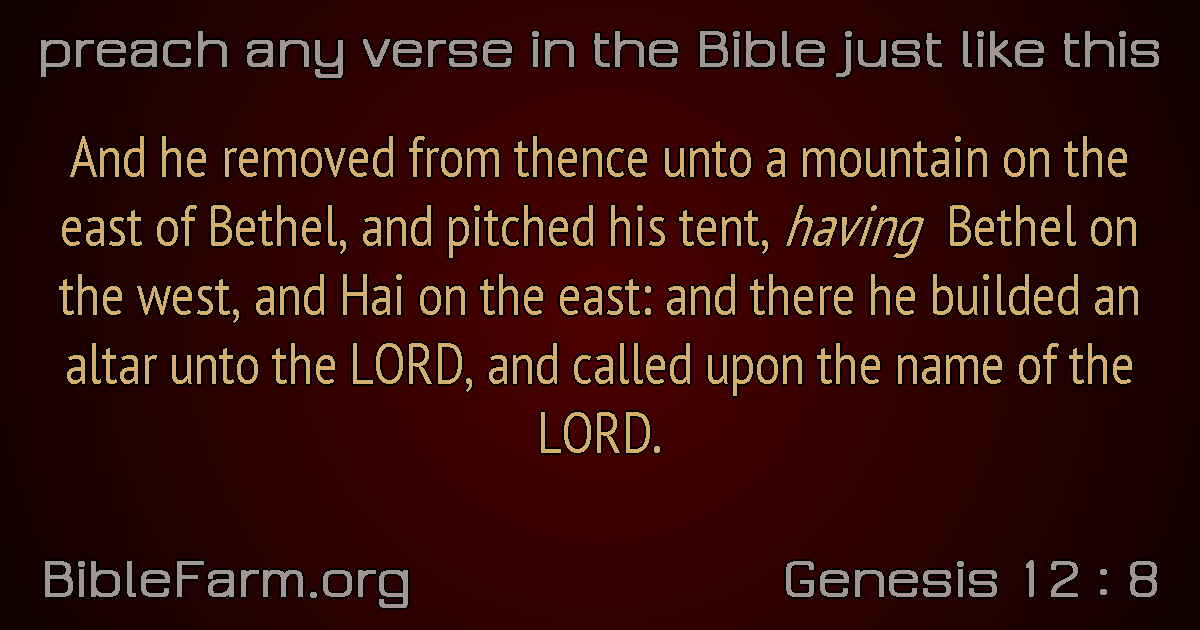 preach any verse in the Bible just like this
And he removed from thence unto a mountain on the
east of Bethel, and pitched his tent, having Bethel on
the west, and Hai on the east: and there he builded an
altar unto the LORD, and called upon the name of the
LORD.
BibleFarm.org
Genesis 12 : 8